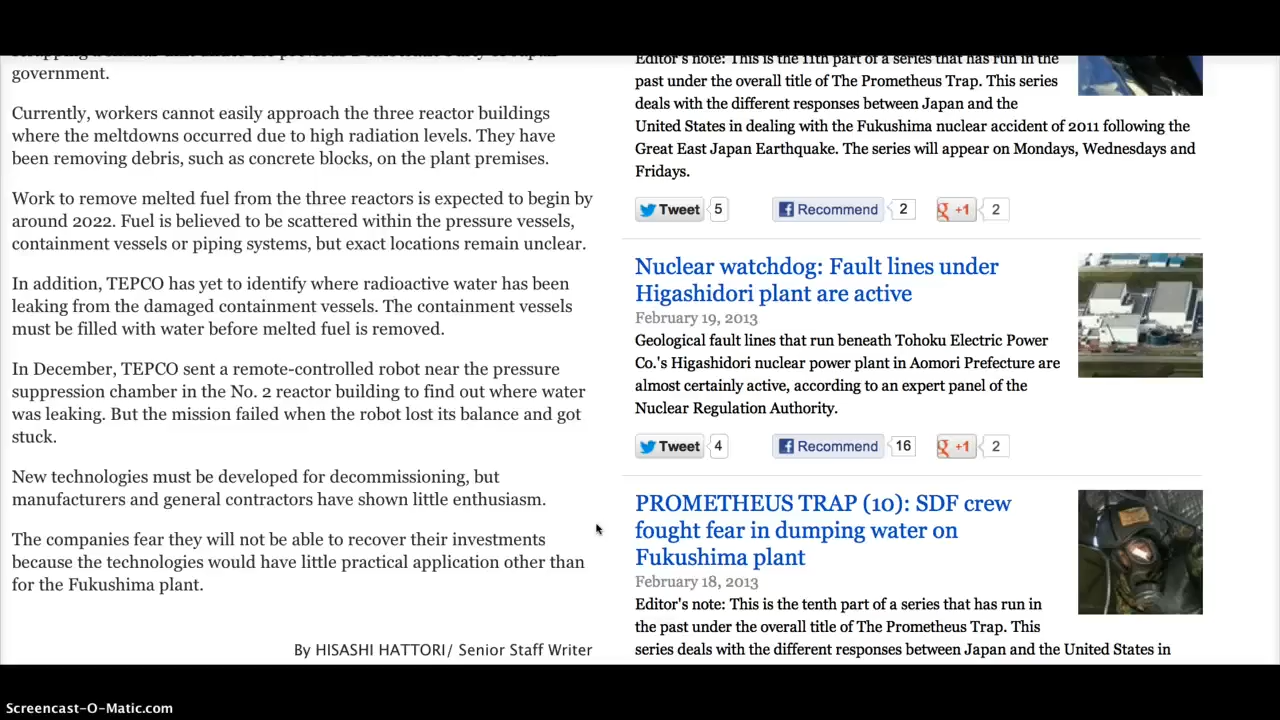 government.
Currently, workers cannot easily approach the three reactor buildings
where the meltdowns occurred due to high radiation levels. They have
been removing debris, such as concrete blocks, on the plant premises.
Work to remove melted fuel from the three reactors is expected to begin by
around 2022. Fuel is believed to be scattered within the pressure vessels,
containment vessels or piping systems, but exact locations remain unclear.
In addition, TEPCO has yet to identify where radioactive water has been
leaking from the damaged containment vessels. The containment vessels
must be filled with water before melted fuel is removed.
In December, TEPCO sent a remote-controlled robot near the pressure
suppression chamber in the No. 2 reactor building to find out where water
was leaking. But the mission failed when the robot lost its balance and got
stuck.
New technologies must be developed for decommissioning, but
manufacturers and general contractors have shown little enthusiasm.
The companies fear they will not be able to recover their investments
because the technologies would have little practical application other than
for the Fukushima plant.
By HISASHI HATTORI/ Senior Staff Writer
Editor's note: This is the 11th part of a series that has run in the
past under the overall title of The Prometheus Trap. This series
deals with the different responses between Japan and the
United States in dealing with the Fukushima nuclear accident of 2011 following the
Great East Japan Earthquake. The series will appear on Mondays, Wednesdays and
Fridays.
Tweet 5 Recommend 2 +1 2
Nuclear watchdog: Fault lines under
Higashidori plant are active
February 19, 2013
Geological fault lines that run beneath Tohoku Electric Power
Co.'s Higashidori nuclear power plant in Aomori Prefecture are
almost certainly active, according to an expert panel of the
Nuclear Regulation Authority.
Tweet 4 Recommend 16 +1 2
PROMETHEUS TRAP (10): SDF crew
fought fear in dumping water on
Fukushima plant
February 18, 2013
Editor's note: This is the tenth part of a series that has run in
the past under the overall title of The Prometheus Trap. This
series deals with the different responses between Japan and the United States in
Screencast-O-Matic.com